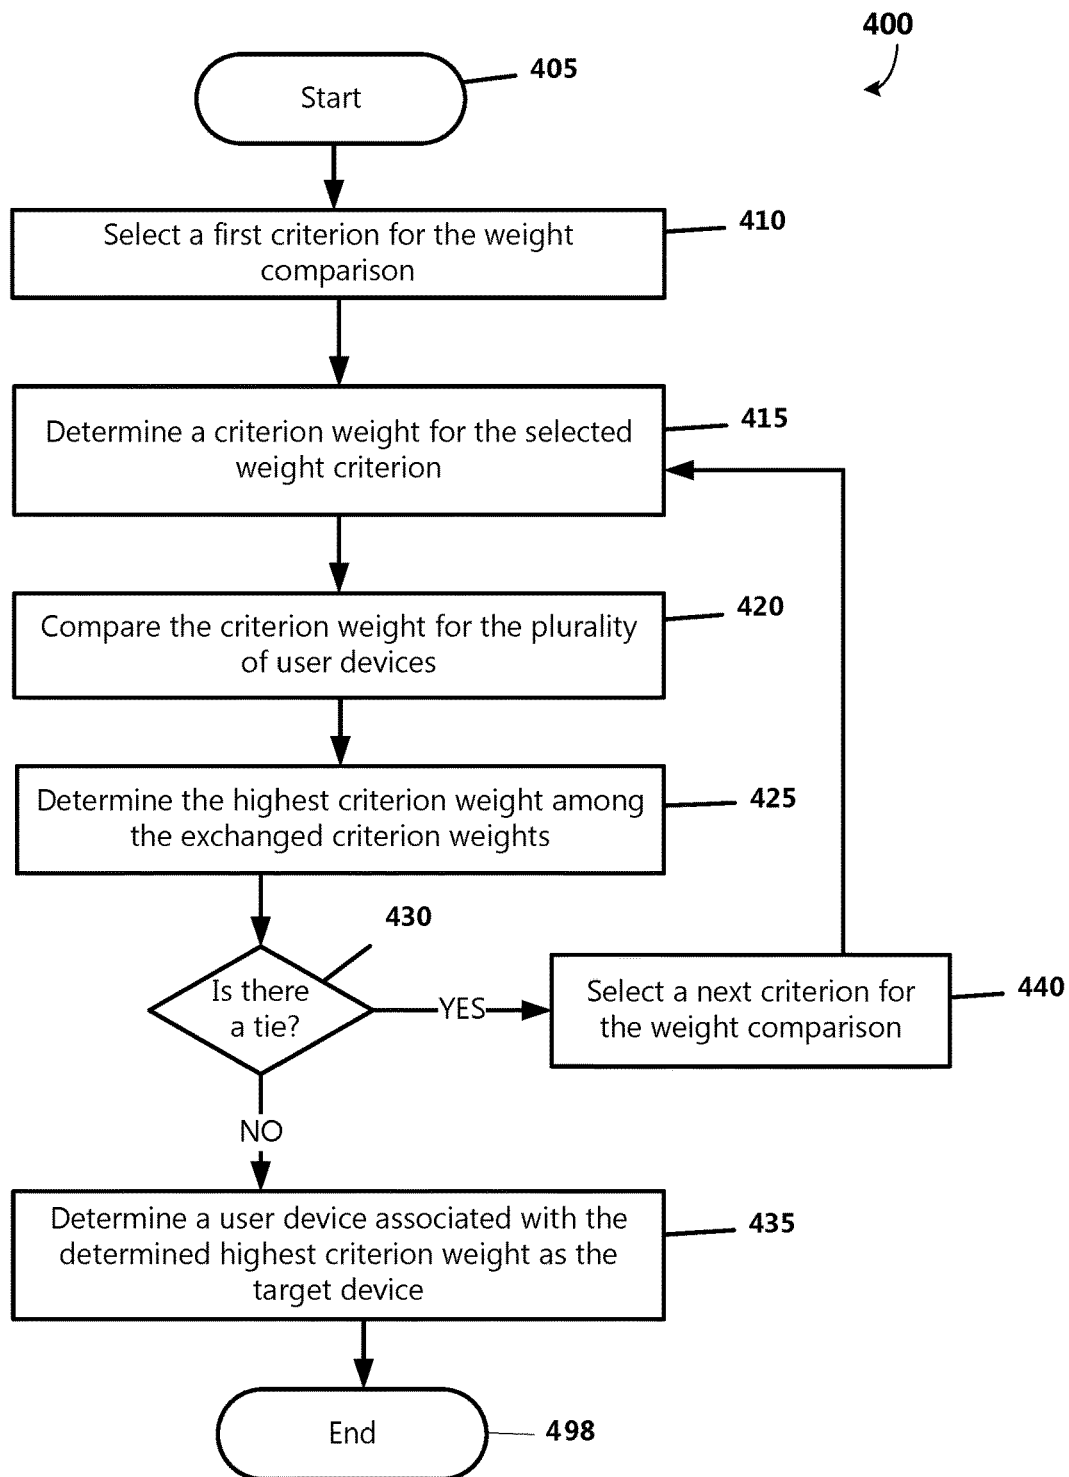 400
405
Start
410
Select a first criterion for the weight
comparison
415
Determine a criterion weight for the selected
weight criterion
420
Compare the criterion weight for the plurality
of user devices
425
Determine the highest criterion weight among
the exchanged criterion weights
430
Is there
a tie?
YES
Select a next criterion for
the weight comparison
440
NO
Determine a user device associated with the
determined highest criterion weight as the
target device
435
End
498